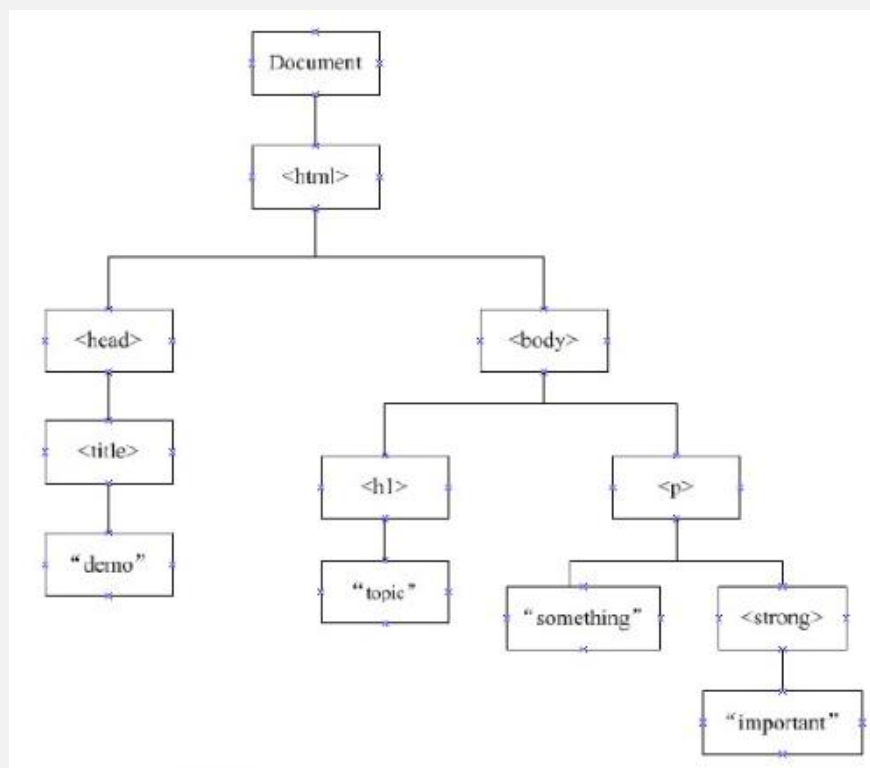 Document
<html>
<head>
<body>
<title>
<h1>
<p>
“demo”
“topic”
“something”
<strong>
“important”